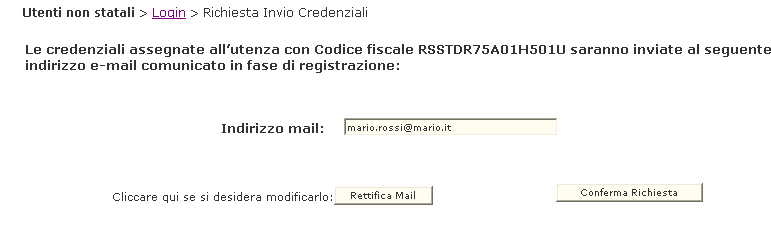 Utenti non statali > Login > Richiesta Invio Credenziali
Le credenziali assegnate all'utenza con Codice fiscale RSSTDR75A01H501U saranno inviate al seguente
indirizzo e-mail comunicato in fase di registrazione:
Indirizzo mail: mario.rossi@mario.it
Cliccare qui se si desidera modificarlo: Rettifica Mail Conferma Richiesta